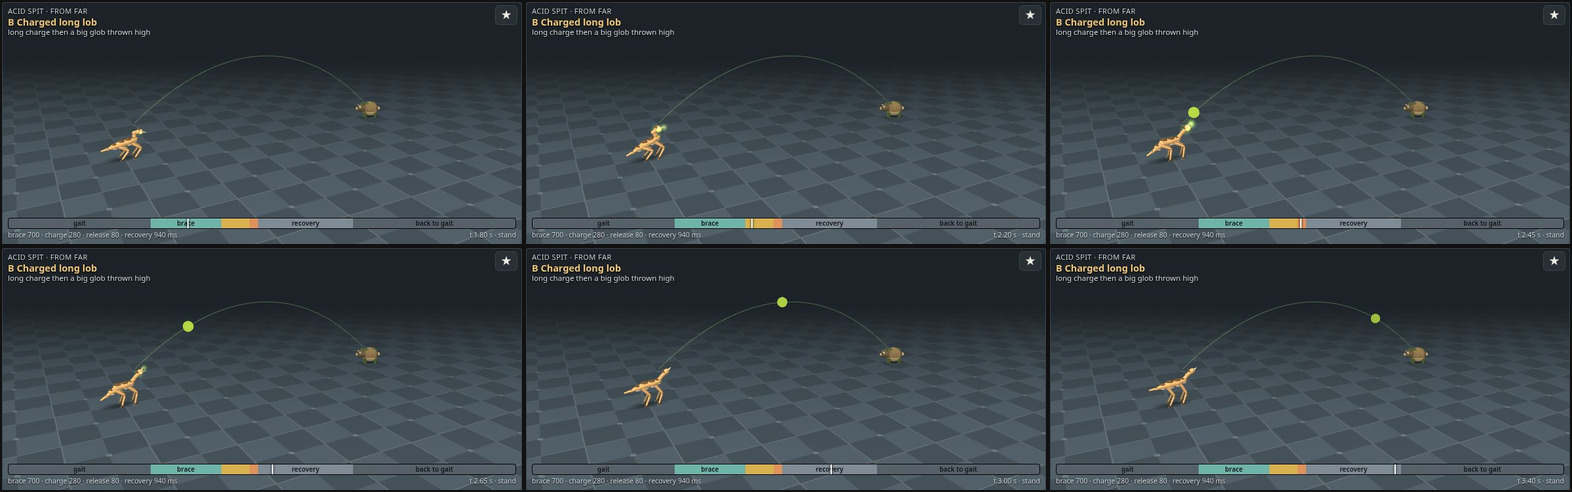 ACID SPIT · FROM FAR
B Charged long lob
long charge then a big glob thrown high
gait brace recovery back to gait
brace 700 · charge 280 · release 80 · recovery 940 ms t 1.80 s · stand
ACID SPIT · FROM FAR
B Charged long lob
long charge then a big glob thrown high
gait brace recovery back to gait
brace 700 · charge 280 · release 80 · recovery 940 ms t 2.20 s · stand
ACID SPIT · FROM FAR
B Charged long lob
long charge then a big glob thrown high
gait brace recovery back to gait
brace 700 · charge 280 · release 80 · recovery 940 ms t 2.45 s · stand
ACID SPIT · FROM FAR
B Charged long lob
long charge then a big glob thrown high
gait brace recovery back to gait
brace 700 · charge 280 · release 80 · recovery 940 ms t 2.65 s · stand
ACID SPIT · FROM FAR
B Charged long lob
long charge then a big glob thrown high
gait brace recovery back to gait
brace 700 · charge 280 · release 80 · recovery 940 ms t 3.00 s · stand
ACID SPIT · FROM FAR
B Charged long lob
long charge then a big glob thrown high
gait brace recovery back to gait
brace 700 · charge 280 · release 80 · recovery 940 ms t 3.40 s · stand